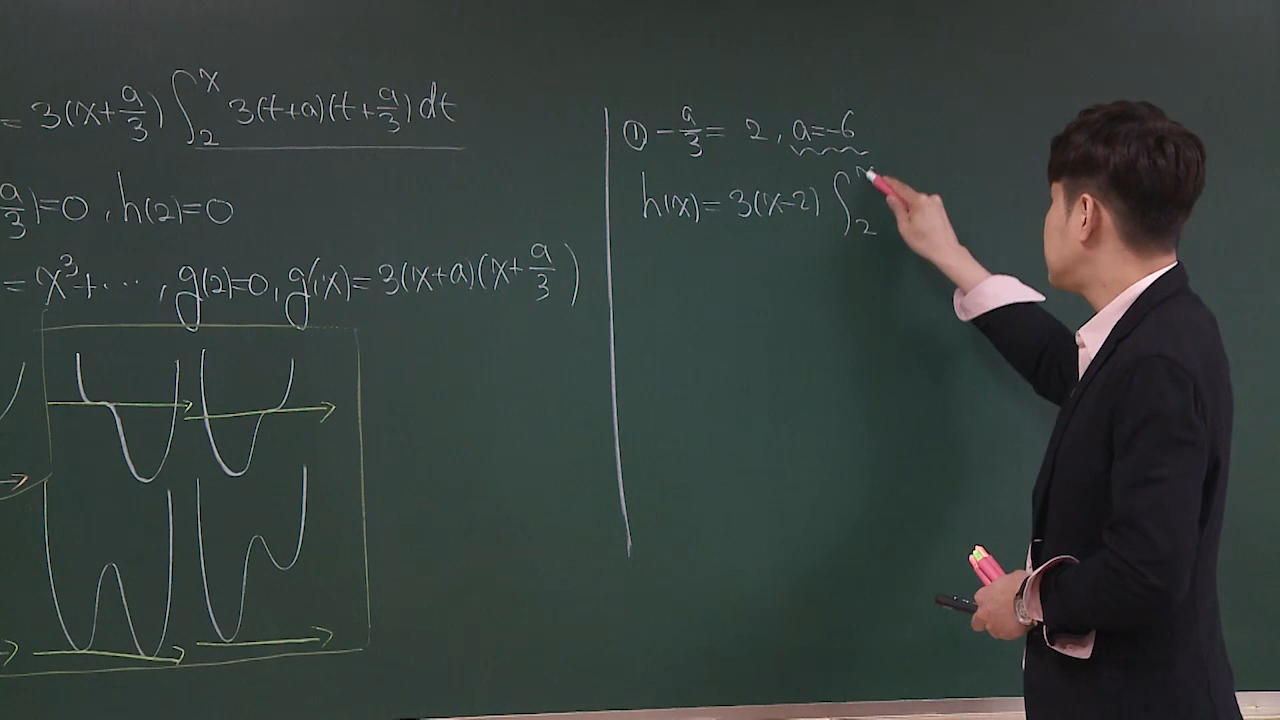 = 3(x+a/3) ∫₂ˣ 3(t+a)(t+a/3)dt
a/3)=0, h(2)=0
= x³+⋯, g(2)=0, g'(x)=3(x+a)(x+a/3)
① -a/3 = 2, a=-6
h(x)= 3(x-2) ∫₂ˣ